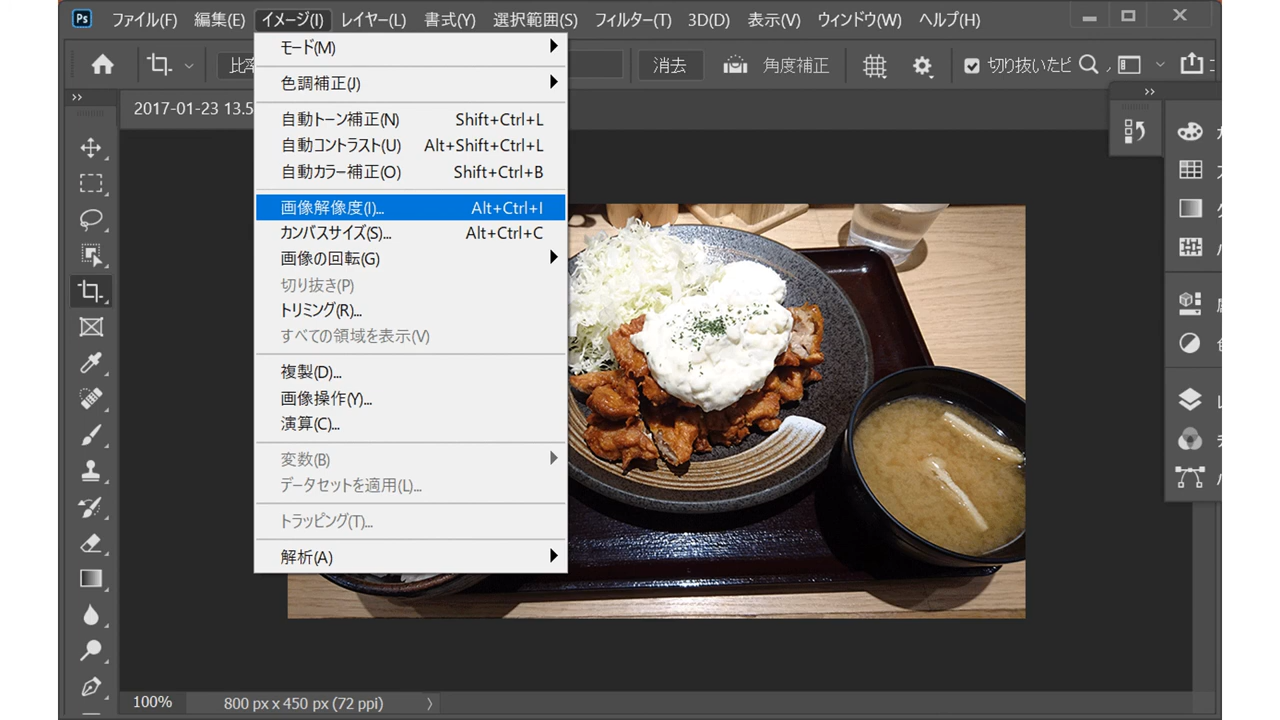 Ps ファイル(F) 編集(E) イメージ(I) レイヤー(L) 書式(Y) 選択範囲(S) フィルター(T) 3D(D) 表示(V) ウィンドウ(W) ヘルプ(H)
消去 角度補正 切り抜いたピ
2017-01-23 13.5
モード(M)
色調補正(J)
自動トーン補正(N) Shift+Ctrl+L
自動コントラスト(U) Alt+Shift+Ctrl+L
自動カラー補正(O) Shift+Ctrl+B
画像解像度(I)... Alt+Ctrl+I
カンバスサイズ(S)... Alt+Ctrl+C
画像の回転(G)
切り抜き(P)
トリミング(R)...
すべての領域を表示(V)
複製(D)...
画像操作(Y)...
演算(C)...
変数(B)
データセットを適用(L)...
トラッピング(T)...
解析(A)
100% 800 px x 450 px (72 ppi)